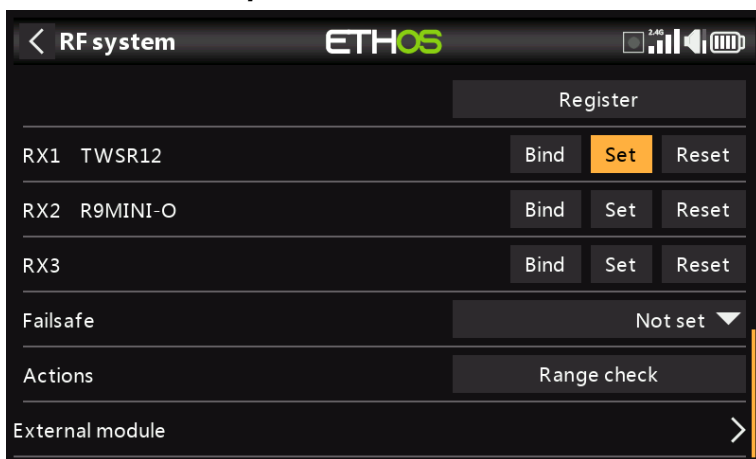 RF system ETHOS 2.4G
Register
RX1 TWSR12 Bind Set Reset
RX2 R9MINI-O Bind Set Reset
RX3 Bind Set Reset
Failsafe Not set
Actions Range check
External module